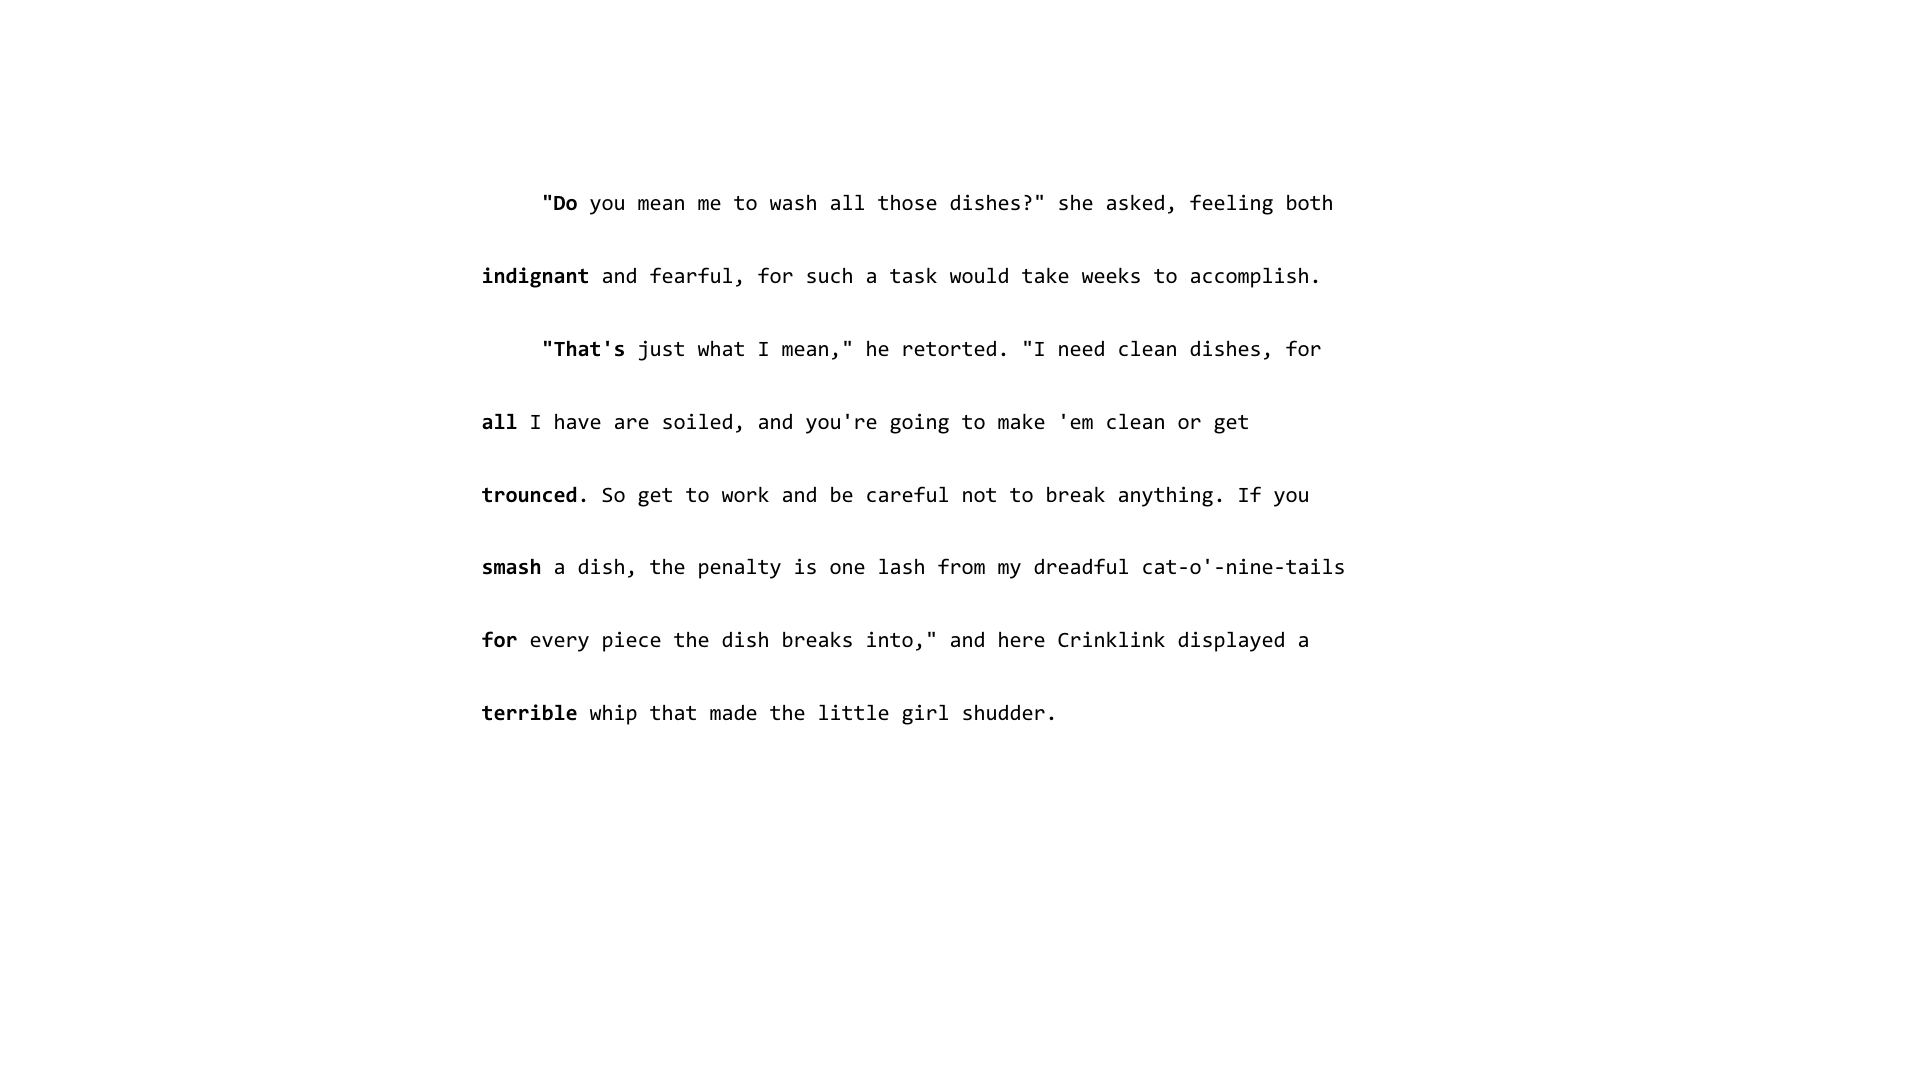 "Do you mean me to wash all those dishes?" she asked, feeling both
indignant and fearful, for such a task would take weeks to accomplish.
"That's just what I mean," he retorted. "I need clean dishes, for
all I have are soiled, and you're going to make 'em clean or get
trounced. So get to work and be careful not to break anything. If you
smash a dish, the penalty is one lash from my dreadful cat-o'-nine-tails
for every piece the dish breaks into," and here Crinklink displayed a
terrible whip that made the little girl shudder.